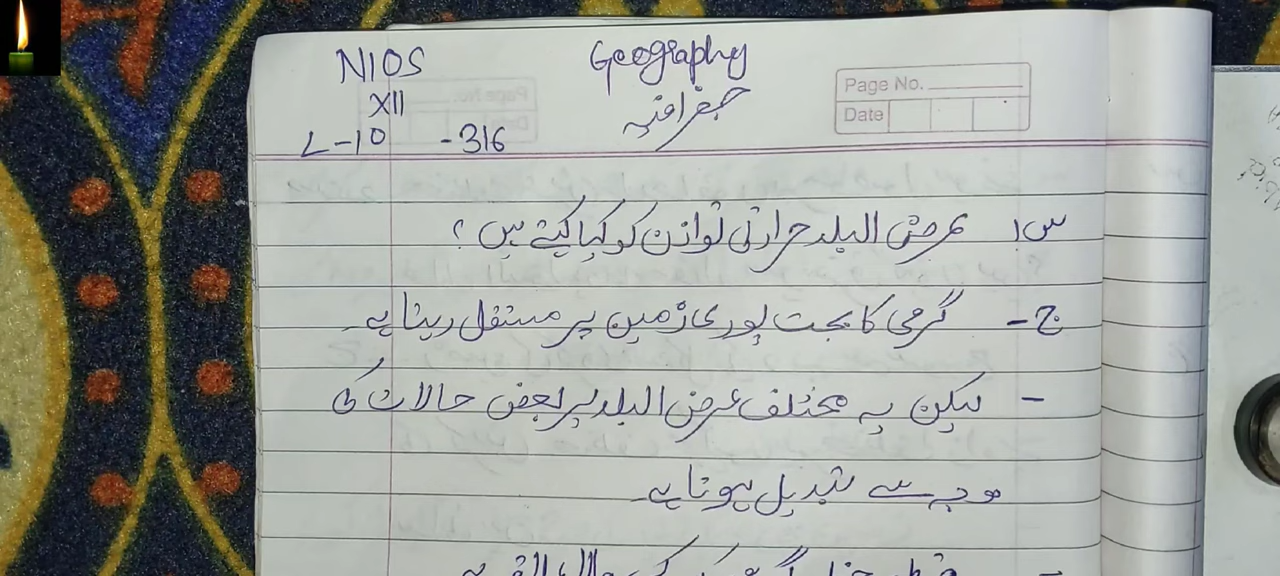 NIOS
Geography
XII
جغرافیہ
L-10 -316
Page No.
Date
س۱ عرض البلد حرارتی توازن کو کیا کہتے ہیں ؟
ج- گرمی کا بجت پوری زمین پر مستقل رہتا ہے۔
- لیکن یہ مختلف عرض البلد پر بعض حالات کی
وجہ سے تبدیل ہوتا ہے۔